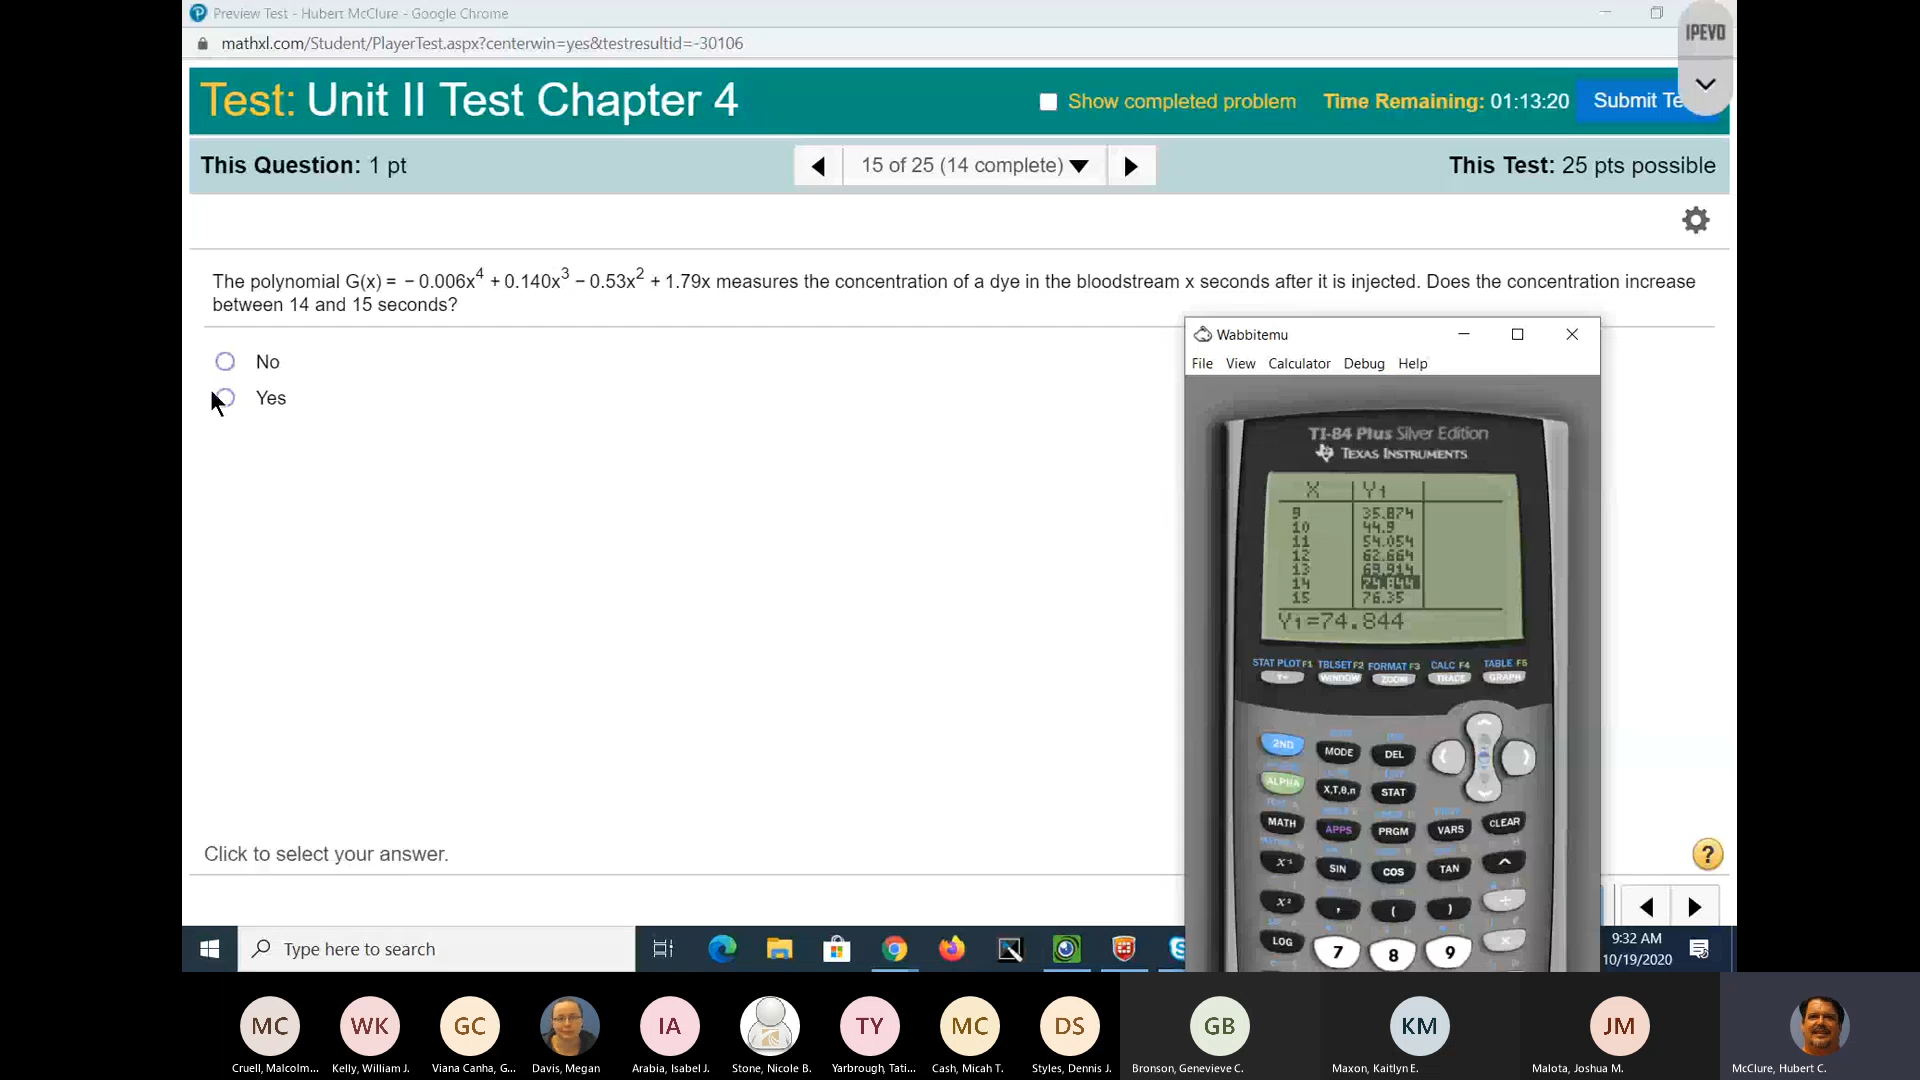 Preview Test - Hubert McClure - Google Chrome
mathxl.com/Student/PlayerTest.aspx?centerwin=yes&testresultid=-30106
IPEVO
Test: Unit II Test Chapter 4
Show completed problem
Time Remaining: 01:13:20
Submit Te
This Question: 1 pt
15 of 25 (14 complete)
This Test: 25 pts possible
The polynomial G(x) = − 0.006x⁴ + 0.140x³ − 0.53x² + 1.79x measures the concentration of a dye in the bloodstream x seconds after it is injected. Does the concentration increase
between 14 and 15 seconds?
No
Yes
Wabbitemu
File View Calculator Debug Help
TI-84 Plus Silver Edition
TEXAS INSTRUMENTS
X Y₁
9 35.874
10 44.9
11 54.054
12 62.664
13 69.914
14 74.844
15 76.35
Y₁=74.844
STAT PLOT F1 TBLSET F2 FORMAT F3 CALC F4 TABLE F5
Y= WINDOW ZOOM TRACE GRAPH
2ND MODE DEL
ALPHA X,T,θ,n STAT
MATH APPS PRGM VARS CLEAR
X⁻¹ SIN COS TAN ^
X² , ( ) ÷
LOG 7 8 9 ×
Click to select your answer.
?
Type here to search
9:32 AM
10/19/2020
MC WK GC IA TY MC DS GB KM JM
Cruell, Malcolm... Kelly, William J. Viana Canha, G... Davis, Megan Arabia, Isabel J. Stone, Nicole B. Yarbrough, Tati... Cash, Micah T. Styles, Dennis J. Bronson, Genevieve C. Maxon, Kaitlyn E. Malota, Joshua M. McClure, Hubert C.